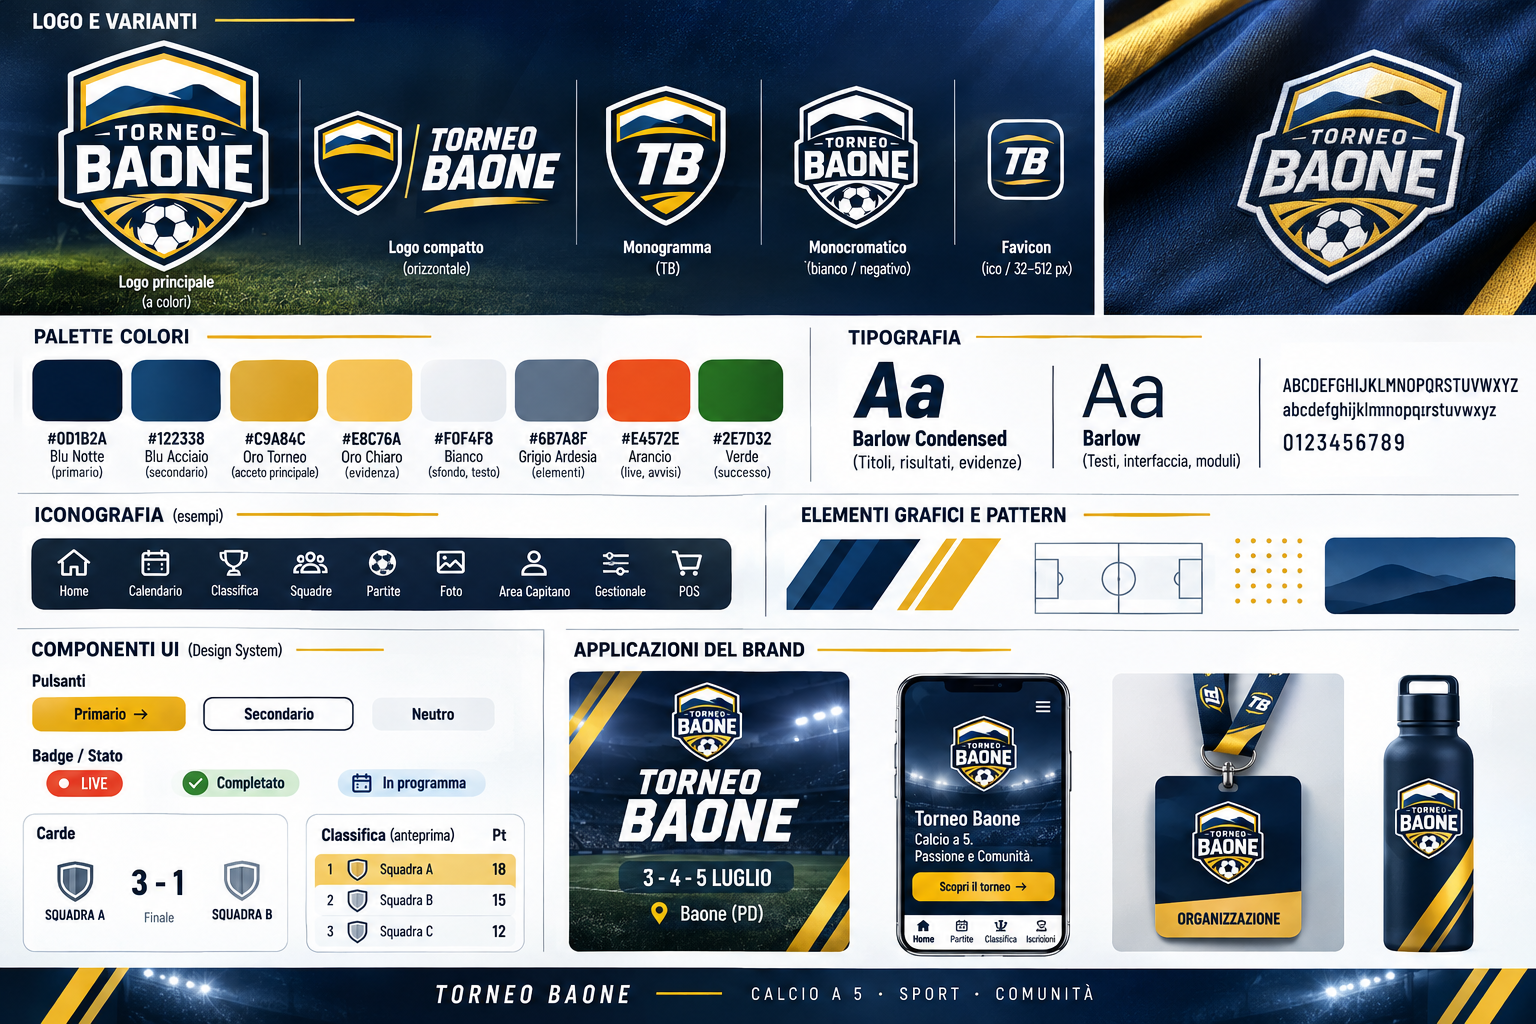 LOGO E VARIANTI
TORNEO
BAONE
Logo principale
(a colori)
TORNEO
BAONE
Logo compatto
(orizzontale)
TB
Monogramma
(TB)
TORNEO
BAONE
Monocromatico
(bianco / negativo)
TB
Favicon
(ico / 32–512 px)
TORNEO
BAONE
PALETTE COLORI
#0D1B2A
Blu Notte
(primario)
#122338
Blu Acciaio
(secondario)
#C9A84C
Oro Torneo
(acceto principale)
#E8C76A
Oro Chiaro
(evidenza)
#F0F4F8
Bianco
(sfondo, testo)
#6B7A8F
Grigio Ardesia
(elementi)
#E4572E
Arancio
(live, avvisi)
#2E7D32
Verde
(successo)
TIPOGRAFIA
Aa
Barlow Condensed
(Titoli, risultati, evidenze)
Aa
Barlow
(Testi, interfaccia, moduli)
ABCDEFGHIJKLMNOPQRSTUVWXYZ
abcdefghijklmnopqrstuvwxyz
0123456789
ICONOGRAFIA (esempi)
Home
Calendario
Classifica
Squadre
Partite
Foto
Area Capitano
Gestionale
POS
ELEMENTI GRAFICI E PATTERN
COMPONENTI UI (Design System)
Pulsanti
Primario →
Secondario
Neutro
Badge / Stato
LIVE
Completato
In programma
Carde
SQUADRA A
3 - 1
Finale
SQUADRA B
Classifica (anteprima) Pt
1 Squadra A 18
2 Squadra B 15
3 Squadra C 12
APPLICAZIONI DEL BRAND
TORNEO
BAONE
TORNEO
BAONE
3 - 4 - 5 LUGLIO
Baone (PD)
TORNEO
BAONE
Torneo Baone
Calcio a 5.
Passione e Comunità.
Scopri il torneo →
Home
Partite
Classifica
Iscrizioni
TB
TORNEO
BAONE
ORGANIZZAZIONE
TORNEO
BAONE
TORNEO BAONE
CALCIO A 5 · SPORT · COMUNITÀ